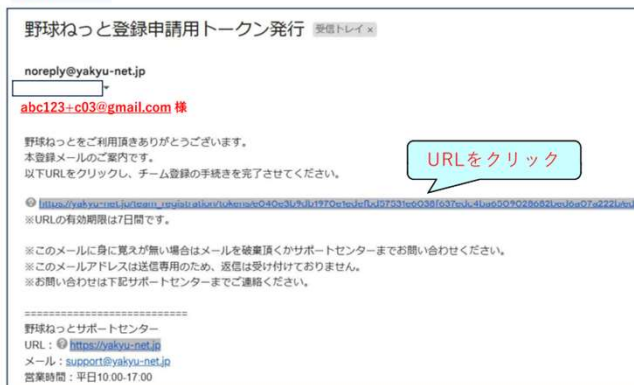 野球ねっと登録申請用トークン発行 受信トレイ ×
noreply@yakyu-net.jp
abc123+c03@gmail.com 様
野球ねっとをご利用頂きありがとうございます。
本登録メールのご案内です。
以下URLをクリックし、チーム登録の手続きを完了させてください。
URLをクリック
※URLの有効期限は7日間です。
※このメールに身に覚えが無い場合はメールを破棄頂くかサポートセンターまでお問い合わせください。
※このメールアドレスは送信専用のため、返信は受け付けておりません。
※お問い合わせは下記サポートセンターまでご連絡ください。
===========================
野球ねっとサポートセンター
URL：https://yakyu-net.jp
メール：support@yakyu-net.jp
営業時間：平日10:00-17:00